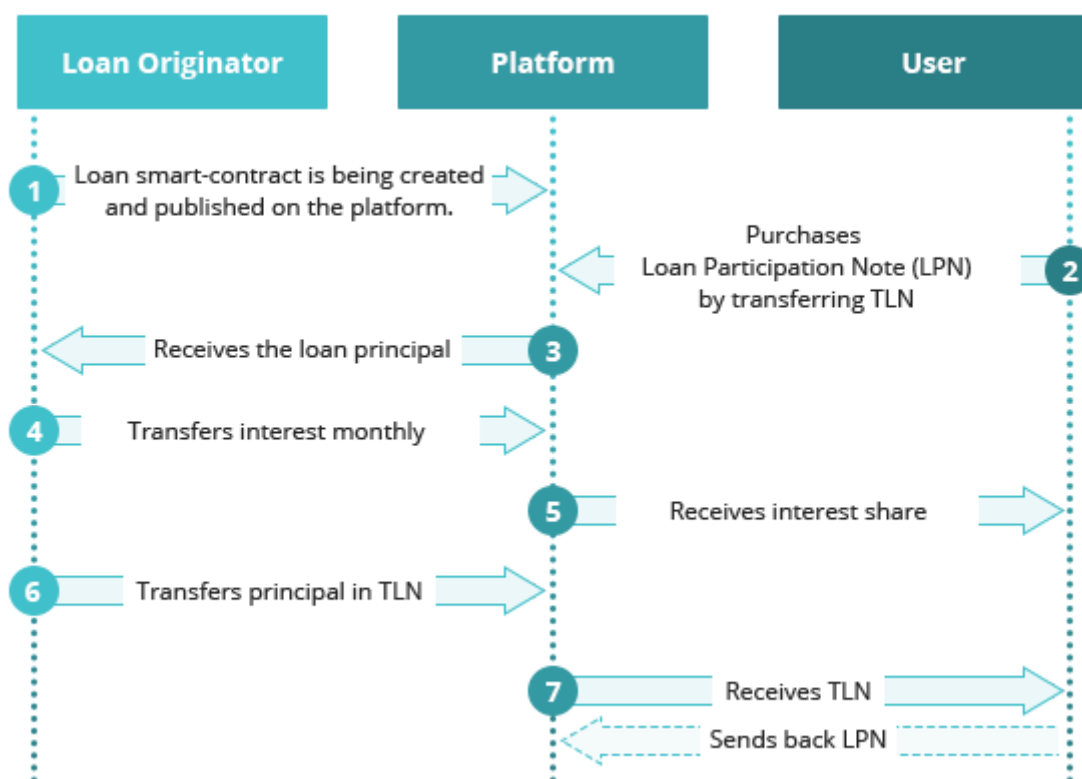 Loan Originator
Platform
User
1
Loan smart-contract is being created
and published on the platform.
Purchases
Loan Participation Note (LPN)
by transferring TLN
2
Receives the loan principal
3
4
Transfers interest monthly
5
Receives interest share
6
Transfers principal in TLN
7
Receives TLN
Sends back LPN